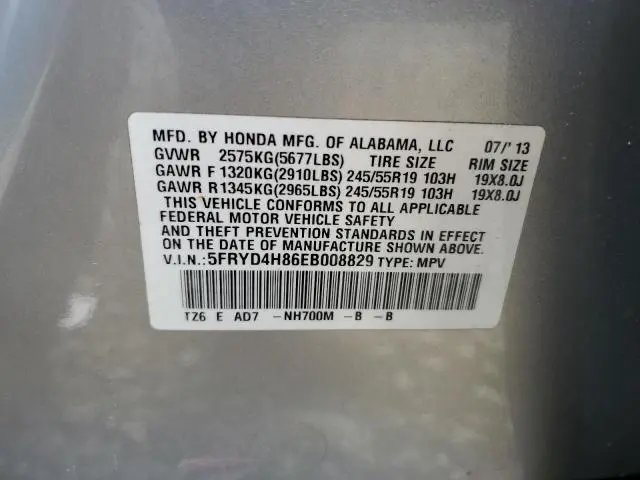 MFD. BY HONDA MFG. OF ALABAMA, LLC 07/'13
GVWR 2575KG(5677LBS) TIRE SIZE RIM SIZE
GAWR F 1320KG(2910LBS) 245/55R19 103H 19X8.0J
GAWR R1345KG(2965LBS) 245/55R19 103H 19X8.0J
THIS VEHICLE CONFORMS TO ALL APPLICABLE
FEDERAL MOTOR VEHICLE SAFETY
AND THEFT PREVENTION STANDARDS IN EFFECT
ON THE DATE OF MANUFACTURE SHOWN ABOVE.
V.I.N.:5FRYD4H86EB008829 TYPE: MPV
TZ6 E AD7 -NH700M -B -B